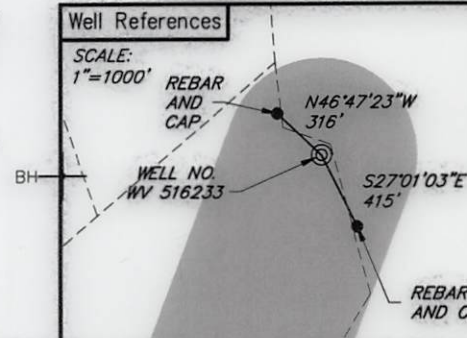 Well References
SCALE:
1"=1000'
REBAR
AND
CAP
N46°47'23"W
316'
WELL NO.
WV 516233
BH
S27°01'03"E
415'
REBAR
AND